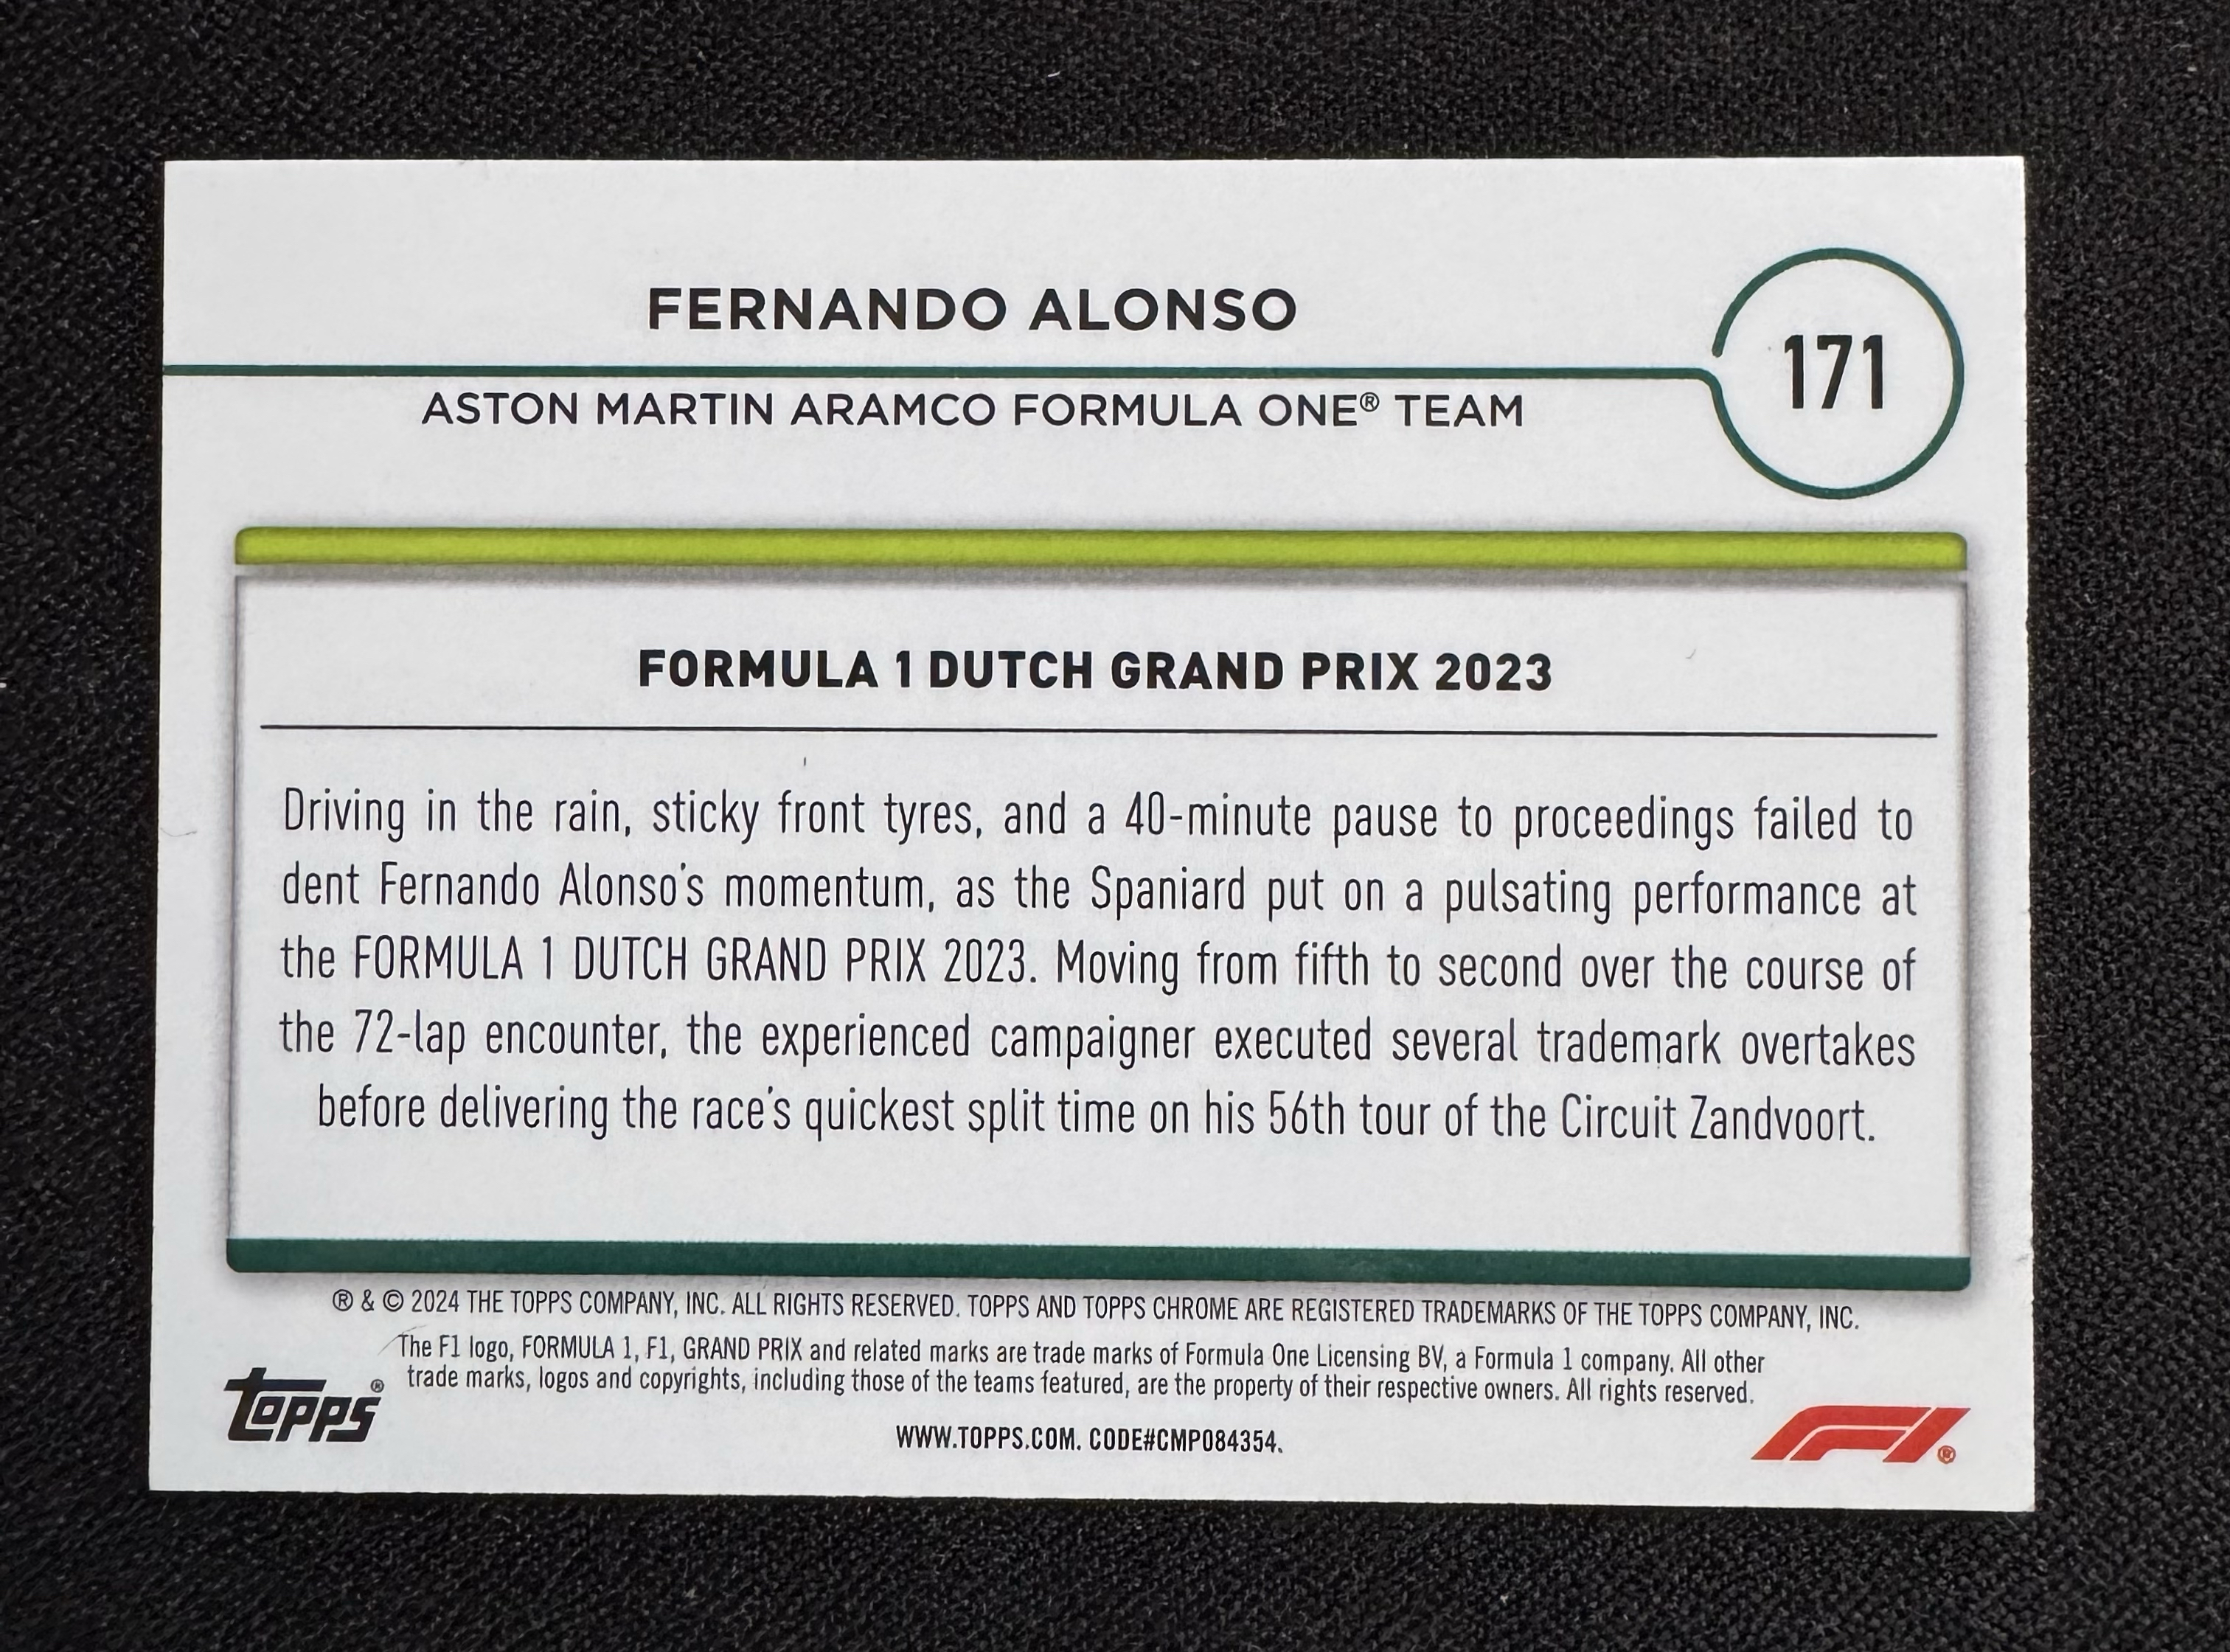 FERNANDO ALONSO
171
ASTON MARTIN ARAMCO FORMULA ONE® TEAM
FORMULA 1 DUTCH GRAND PRIX 2023
Driving in the rain, sticky front tyres, and a 40-minute pause to proceedings failed to
dent Fernando Alonso's momentum, as the Spaniard put on a pulsating performance at
the FORMULA 1 DUTCH GRAND PRIX 2023. Moving from fifth to second over the course of
the 72-lap encounter, the experienced campaigner executed several trademark overtakes
before delivering the race's quickest split time on his 56th tour of the Circuit Zandvoort.
® & © 2024 THE TOPPS COMPANY, INC. ALL RIGHTS RESERVED. TOPPS AND TOPPS CHROME ARE REGISTERED TRADEMARKS OF THE TOPPS COMPANY, INC.
The F1 logo, FORMULA 1, F1, GRAND PRIX and related marks are trade marks of Formula One Licensing BV, a Formula 1 company. All other
trade marks, logos and copyrights, including those of the teams featured, are the property of their respective owners. All rights reserved.
topps®
WWW.TOPPS.COM. CODE#CMP084354.
F1®